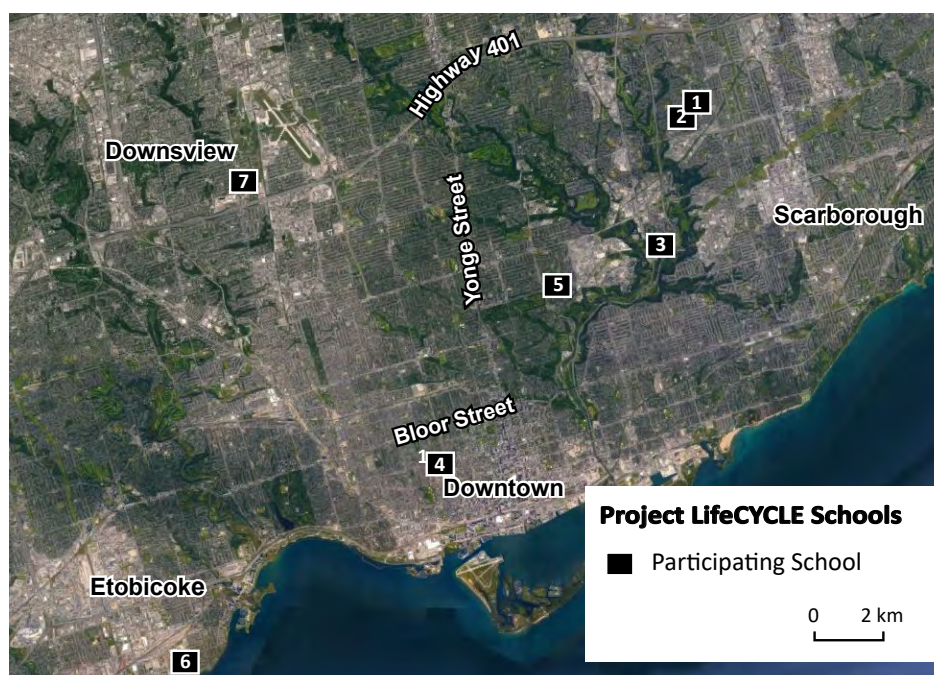 Highway 401
1
2
Downsview
7
Yonge Street
Scarborough
3
5
Bloor Street
1
4
Downtown
Project LifeCYCLE Schools
Participating School
Etobicoke
0 2 km
6